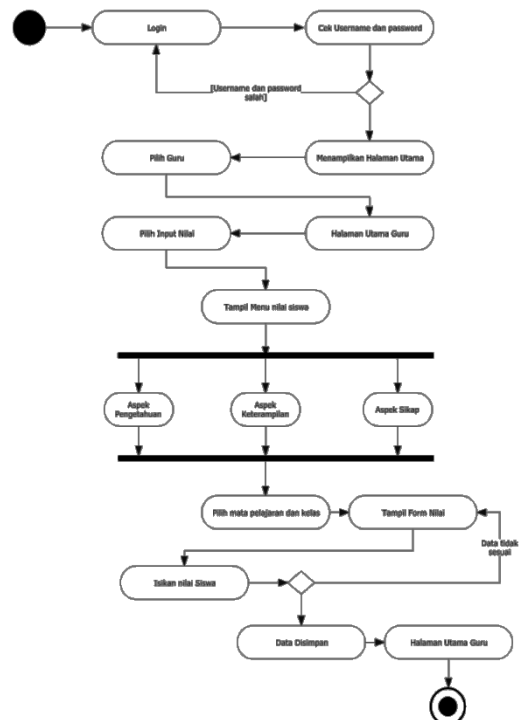 Login
Cek Username dan password
[Username dan password
salah]
Pilih Guru
Menampilkan Halaman Utama
Pilih Input Nilai
Halaman Utama Guru
Tampil Menu nilai siswa
Aspek
Pengetahuan
Aspek
Keterampilan
Aspek Sikap
Pilih mata pelajaran dan kelas
Tampil Form Nilai
Data tidak
sesuai
Isikan nilai Siswa
Data Disimpan
Halaman Utama Guru